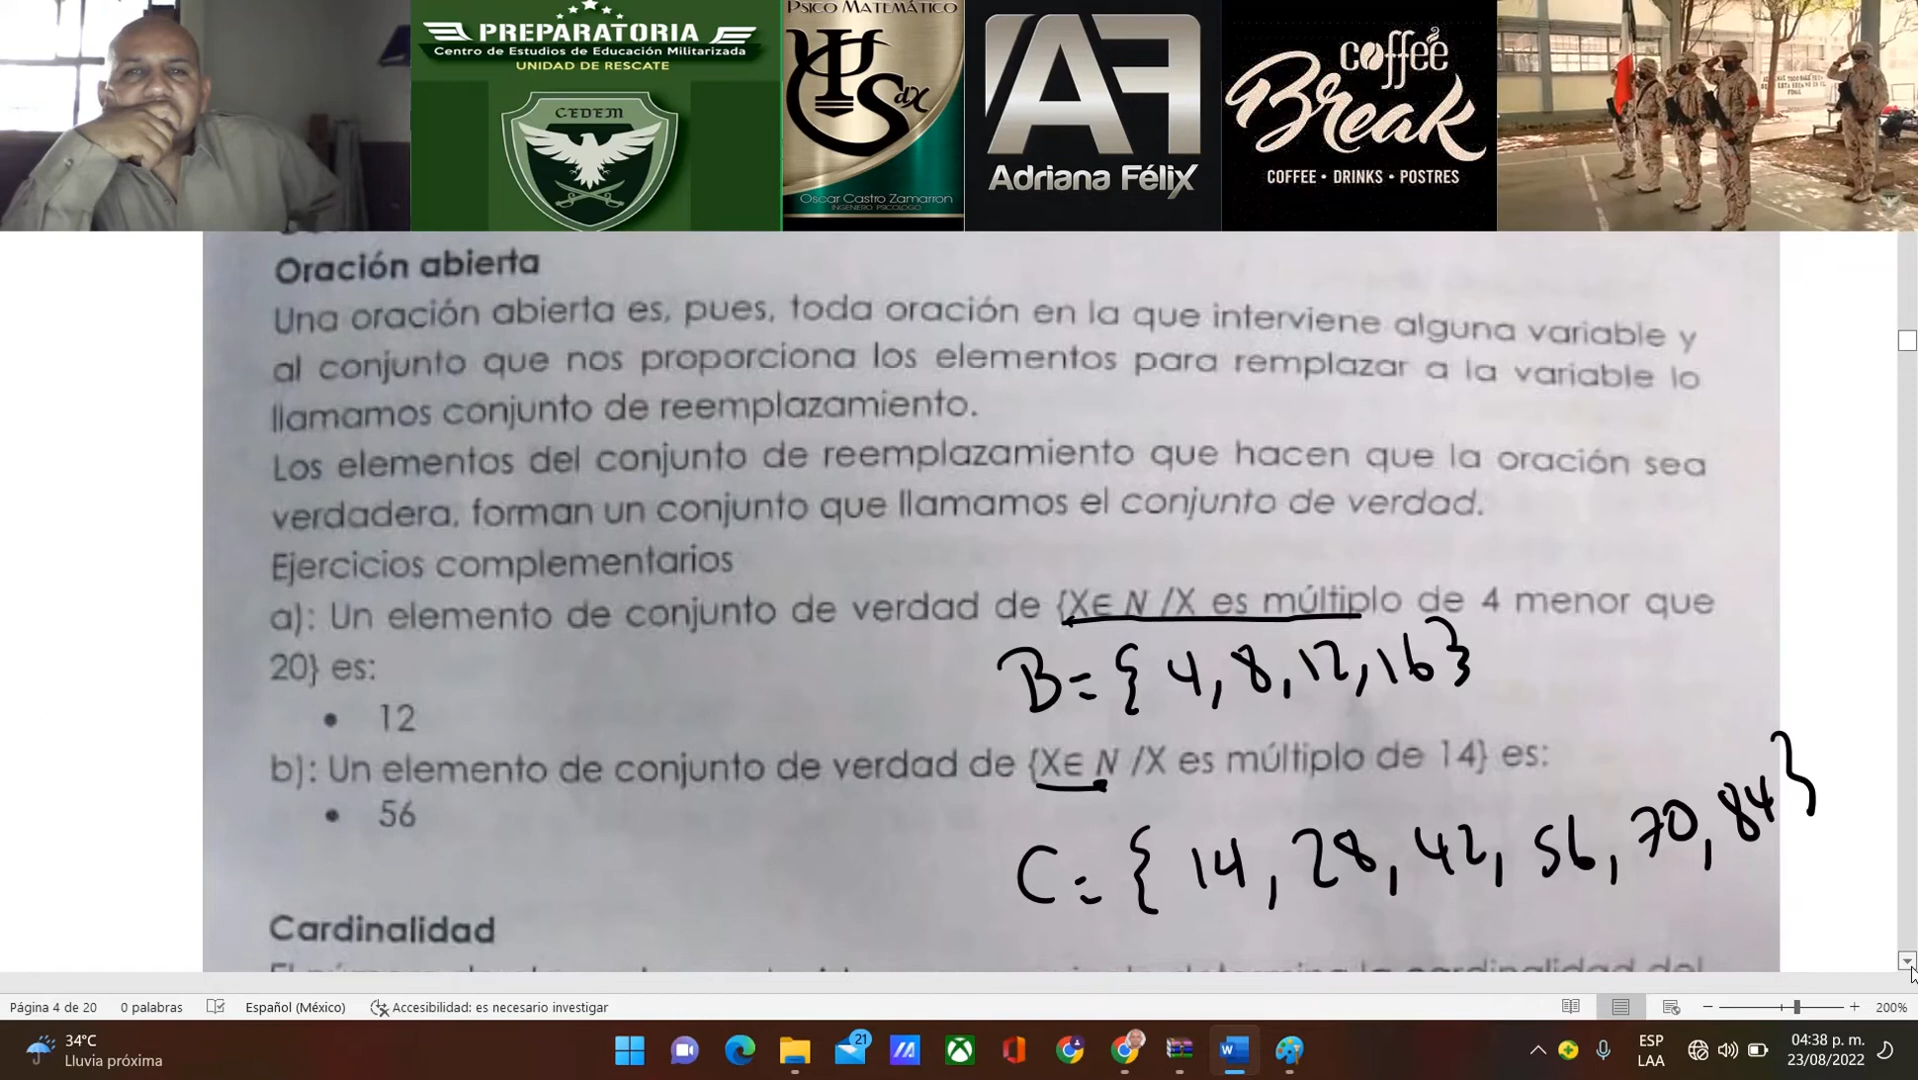 PREPARATORIA
Centro de Estudios de Educación Militarizada
UNIDAD DE RESCATE
CEDEM
PSICO MATEMÁTICO
dx
Oscar Castro Zamarron
INGENIERO PSICOLOGO
AF
Adriana Félix
coffee
Break
COFFEE • DRINKS • POSTRES
Oración abierta
Una oración abierta es, pues, toda oración en la que interviene alguna variable y
al conjunto que nos proporciona los elementos para remplazar a la variable lo
llamamos conjunto de reemplazamiento.
Los elementos del conjunto de reemplazamiento que hacen que la oración sea
verdadera, forman un conjunto que llamamos el conjunto de verdad.
Ejercicios complementarios
a): Un elemento de conjunto de verdad de {X∈ N /X es múltiplo de 4 menor que
20} es:
B = { 4, 8, 12, 16}
• 12
b): Un elemento de conjunto de verdad de {X∈ N /X es múltiplo de 14} es:
• 56
C = { 14, 28, 42, 56, 70, 84}
Cardinalidad
cardinalidad del
Página 4 de 20 0 palabras Español (México) Accesibilidad: es necesario investigar 200%
34°C
Lluvia próxima
21
ESP
LAA
04:38 p. m.
23/08/2022